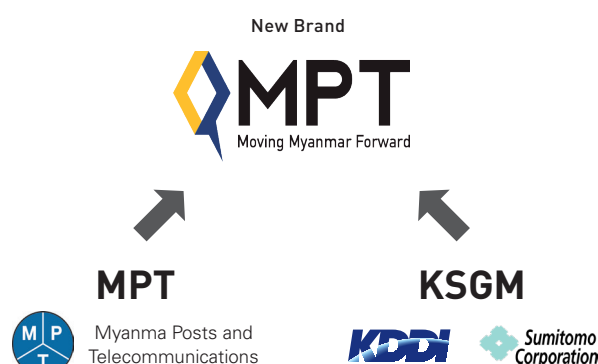 New Brand
MPT
Moving Myanmar Forward
MPT
KSGM
M P
T
Myanma Posts and
Telecommunications
KDDI
Sumitomo
Corporation